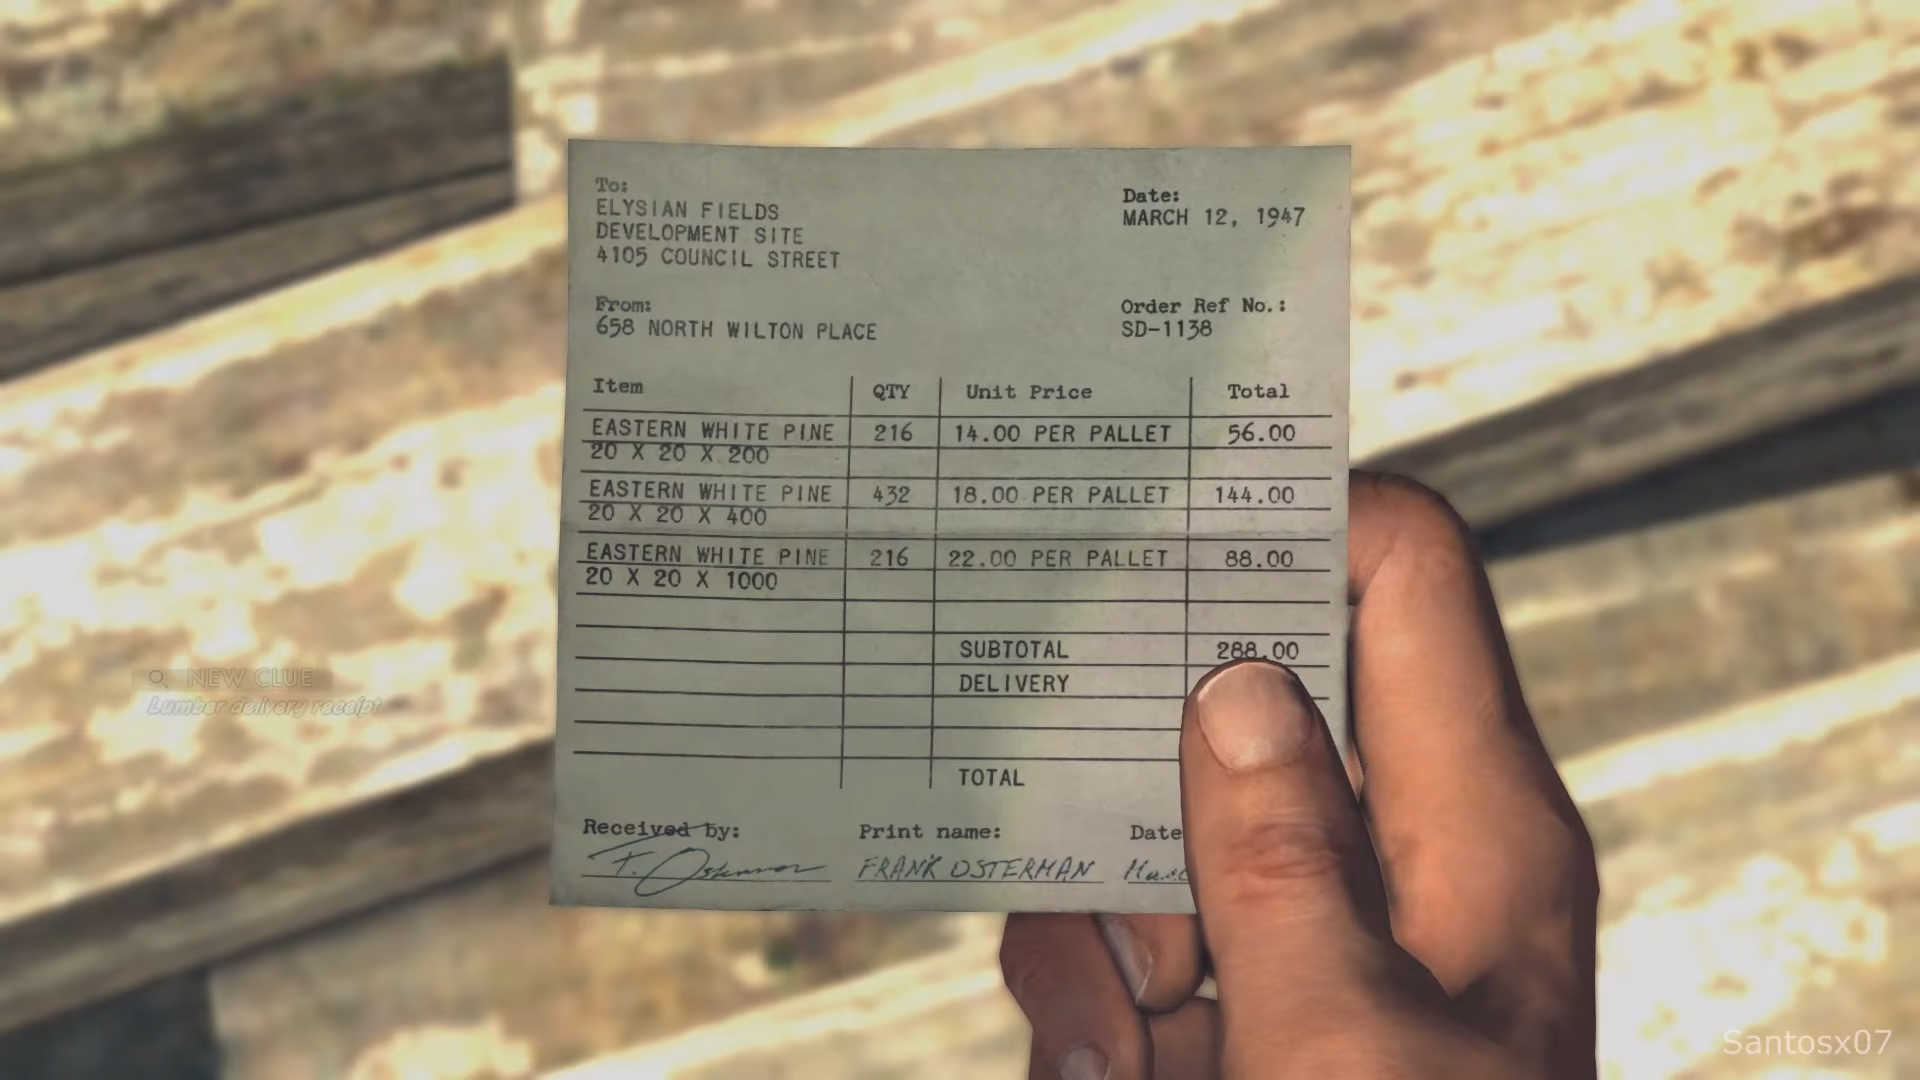 To:
ELYSIAN FIELDS
DEVELOPMENT SITE
4105 COUNCIL STREET
Date:
MARCH 12, 1947
From:
658 NORTH WILTON PLACE
Order Ref No.:
SD-1138
Item QTY Unit Price Total
EASTERN WHITE PINE 216 14.00 PER PALLET 56.00
20 X 20 X 200
EASTERN WHITE PINE 432 18.00 PER PALLET 144.00
20 X 20 X 400
EASTERN WHITE PINE 216 22.00 PER PALLET 88.00
20 X 20 X 1000
SUBTOTAL 288.00
DELIVERY
TOTAL
Received by: Print name: Date
F. Osterman FRANK OSTERMAN
NEW CLUE
Lumber delivery receipt
Santosx07